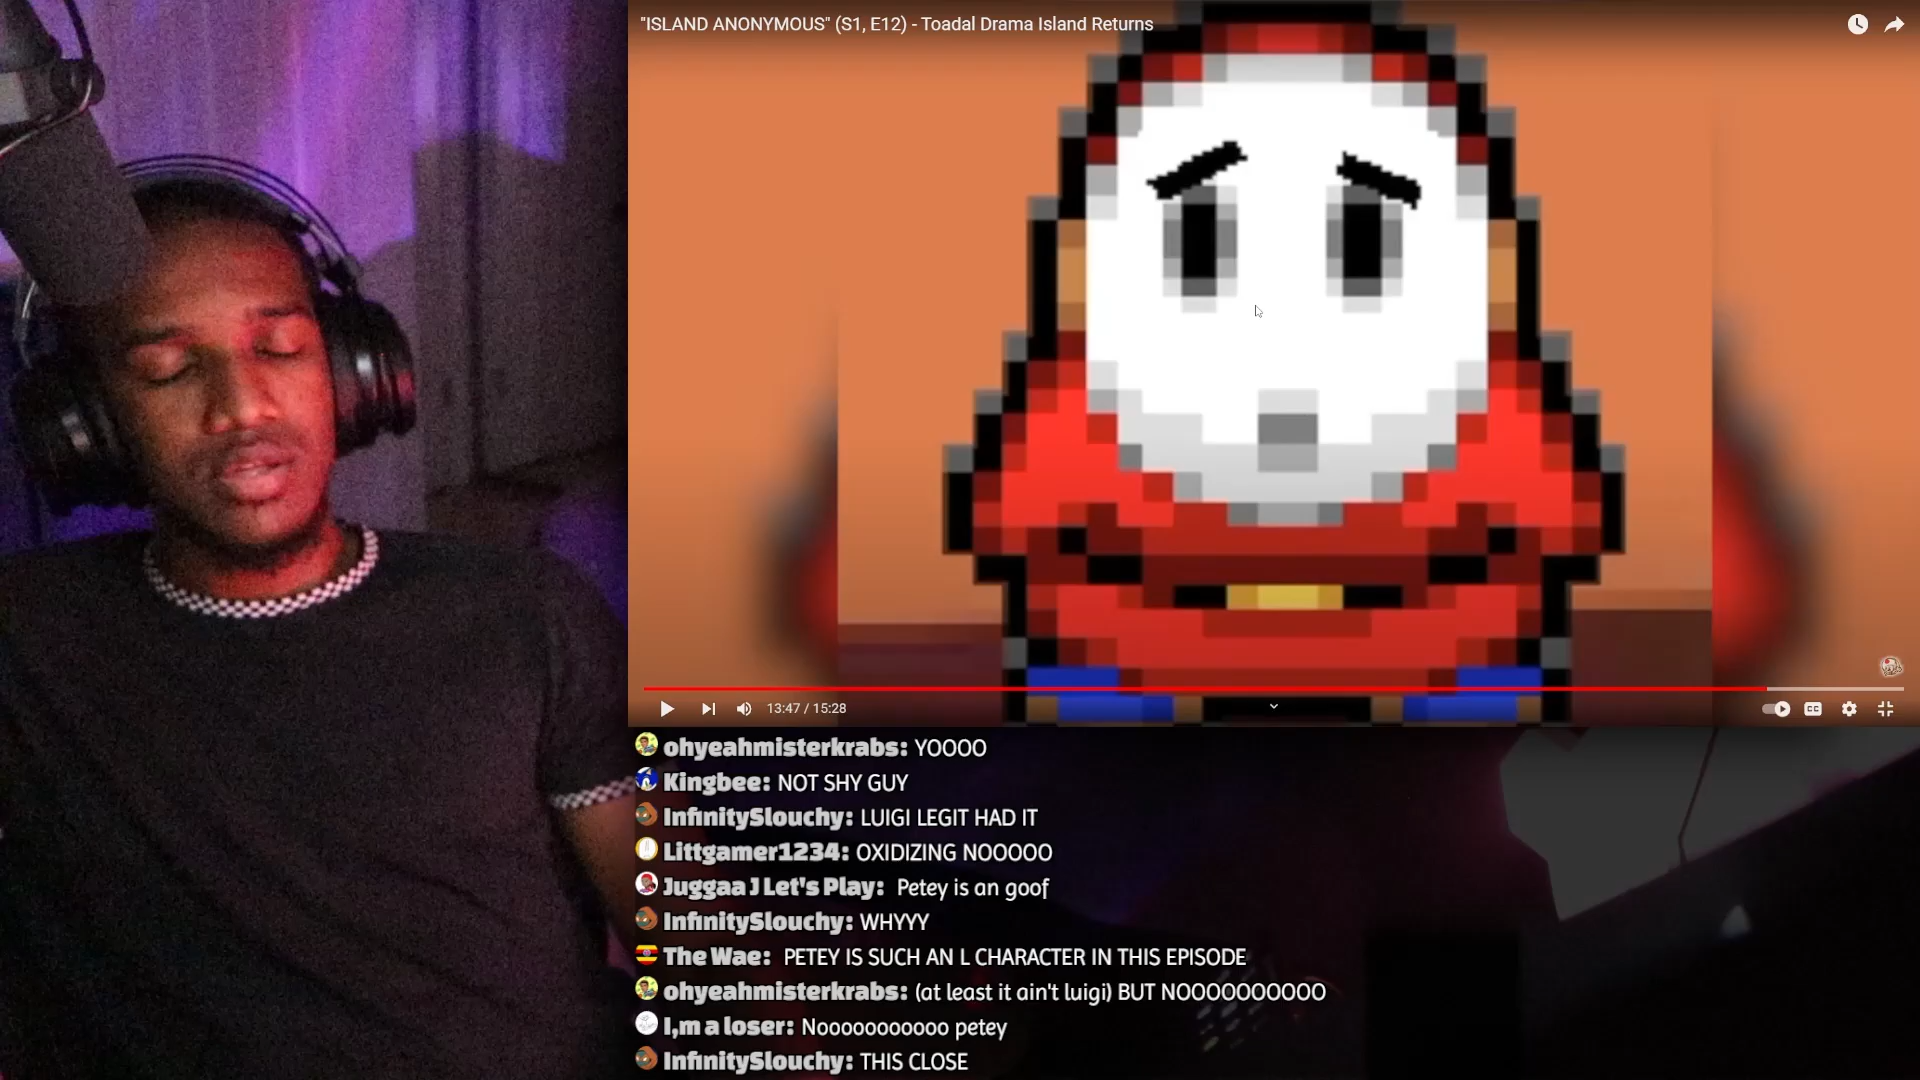 "ISLAND ANONYMOUS" (S1, E12) - Toadal Drama Island Returns
13:47 / 15:28
CC
ohyeahmisterkrabs: YOOOO
Kingbee: NOT SHY GUY
InfinitySlouchy: LUIGI LEGIT HAD IT
Littgamer1234: OXIDIZING NOOOOO
Juggaa J Let's Play: Petey is an goof
InfinitySlouchy: WHYYY
The Wae: PETEY IS SUCH AN L CHARACTER IN THIS EPISODE
ohyeahmisterkrabs: (at least it ain't luigi) BUT NOOOOOOOOOO
I,m a loser: Nooooooooooo petey
InfinitySlouchy: THIS CLOSE